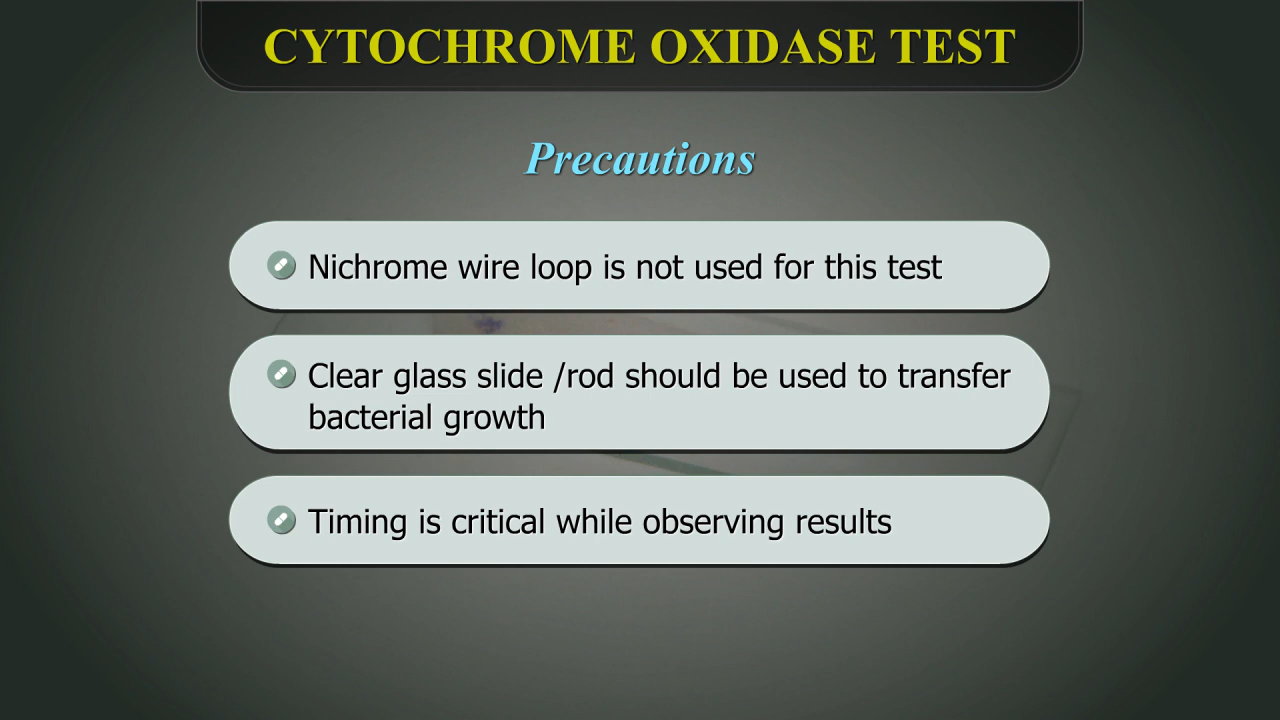 CYTOCHROME OXIDASE TEST
Precautions
Nichrome wire loop is not used for this test
Clear glass slide /rod should be used to transfer
bacterial growth
Timing is critical while observing results